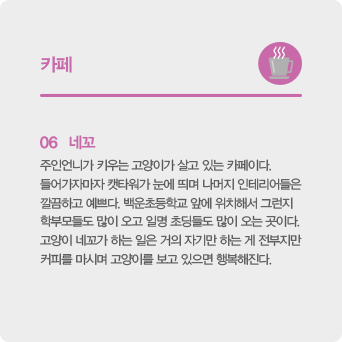 카페
06 네꼬
주인언니가 키우는 고양이가 살고 있는 카페이다.
들어가자마자 캣타워가 눈에 띄며 나머지 인테리어들은
깔끔하고 예쁘다. 백운초등학교 앞에 위치해서 그런지
학부모들도 많이 오고 일명 초딩들도 많이 오는 곳이다.
고양이 네꼬가 하는 일은 거의 자기만 하는 게 전부지만
커피를 마시며 고양이를 보고 있으면 행복해진다.